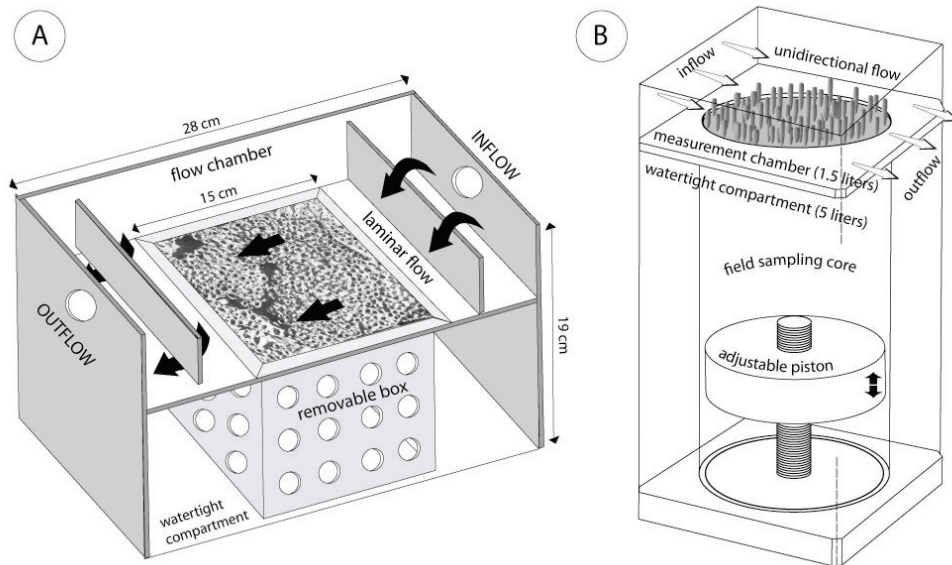 A
28 cm
flow chamber
INFLOW
15 cm
laminar flow
OUTFLOW
19 cm
removable box
watertight
compartment
B
inflow
unidirectional flow
measurement chamber (1.5 liters)
outflow
watertight compartment (5 liters)
field sampling core
adjustable piston